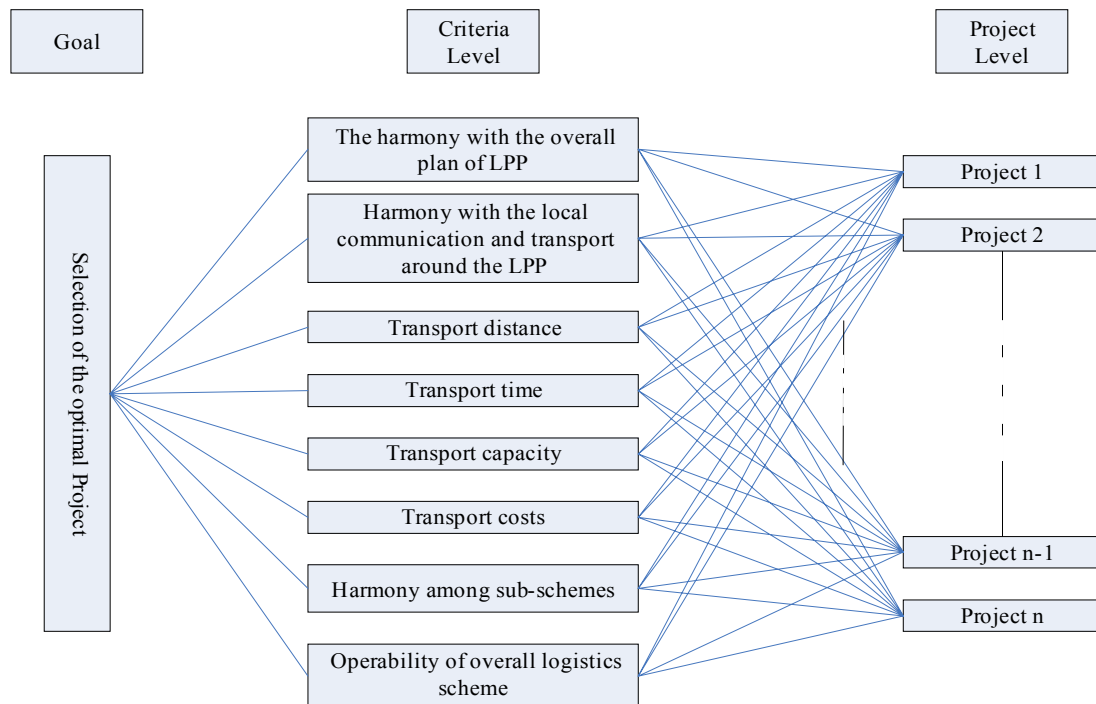 Goal
Criteria
Level
Project
Level
Selection of the optimal Project
The harmony with the overall
plan of LPP
Harmony with the local
communication and transport
around the LPP
Transport distance
Transport time
Transport capacity
Transport costs
Harmony among sub-schemes
Operability of overall logistics
scheme
Project 1
Project 2
Project n-1
Project n